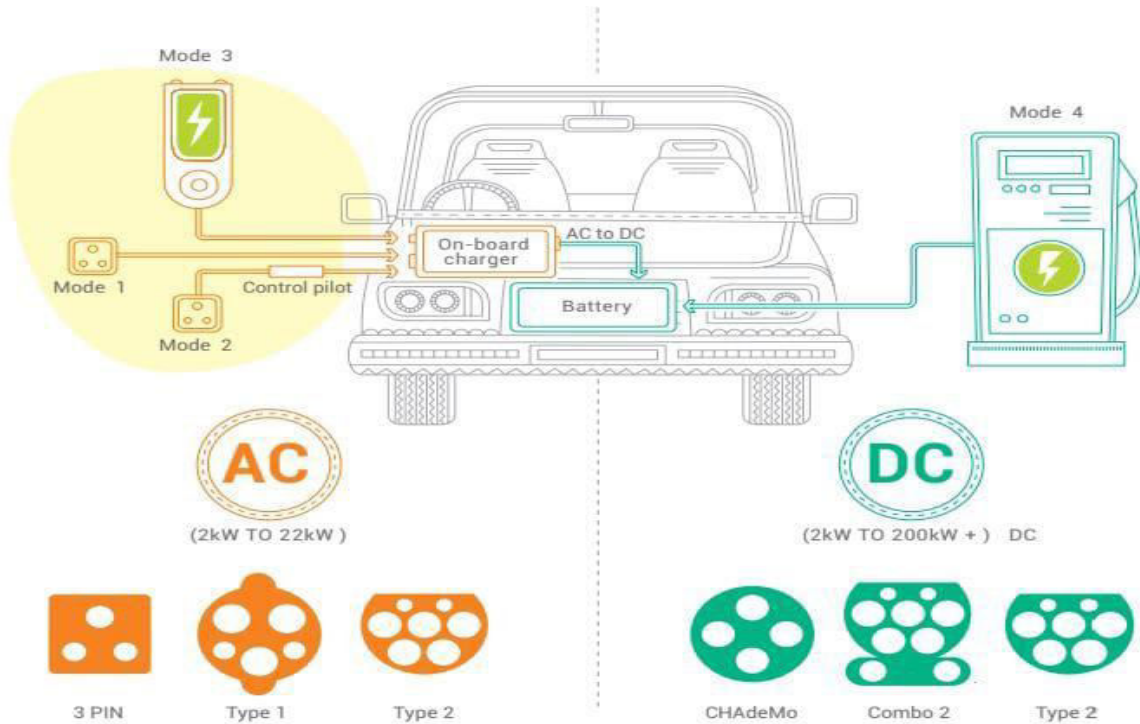 Mode 3
Mode 4
AC to DC
On-board
charger
Mode 1
Control pilot
Battery
Mode 2
AC
DC
(2kW TO 22kW )
(2kW TO 200kW + ) DC
3 PIN
Type 1
Type 2
CHAdeMo
Combo 2
Type 2